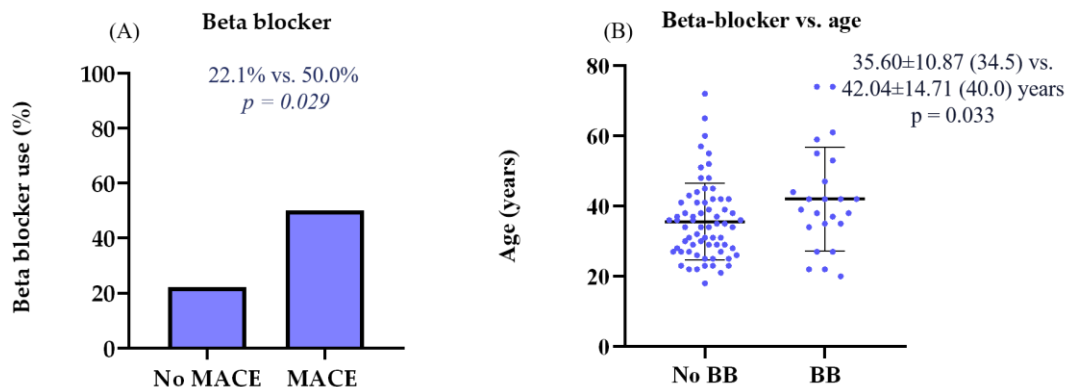 (A)
Beta blocker
22.1% vs. 50.0%
p = 0.029
Beta blocker use (%)
100
80
60
40
20
0
No MACE
MACE
(B)
Beta-blocker vs. age
35.60±10.87 (34.5) vs.
42.04±14.71 (40.0) years
p = 0.033
Age (years)
80
60
40
20
0
No BB
BB